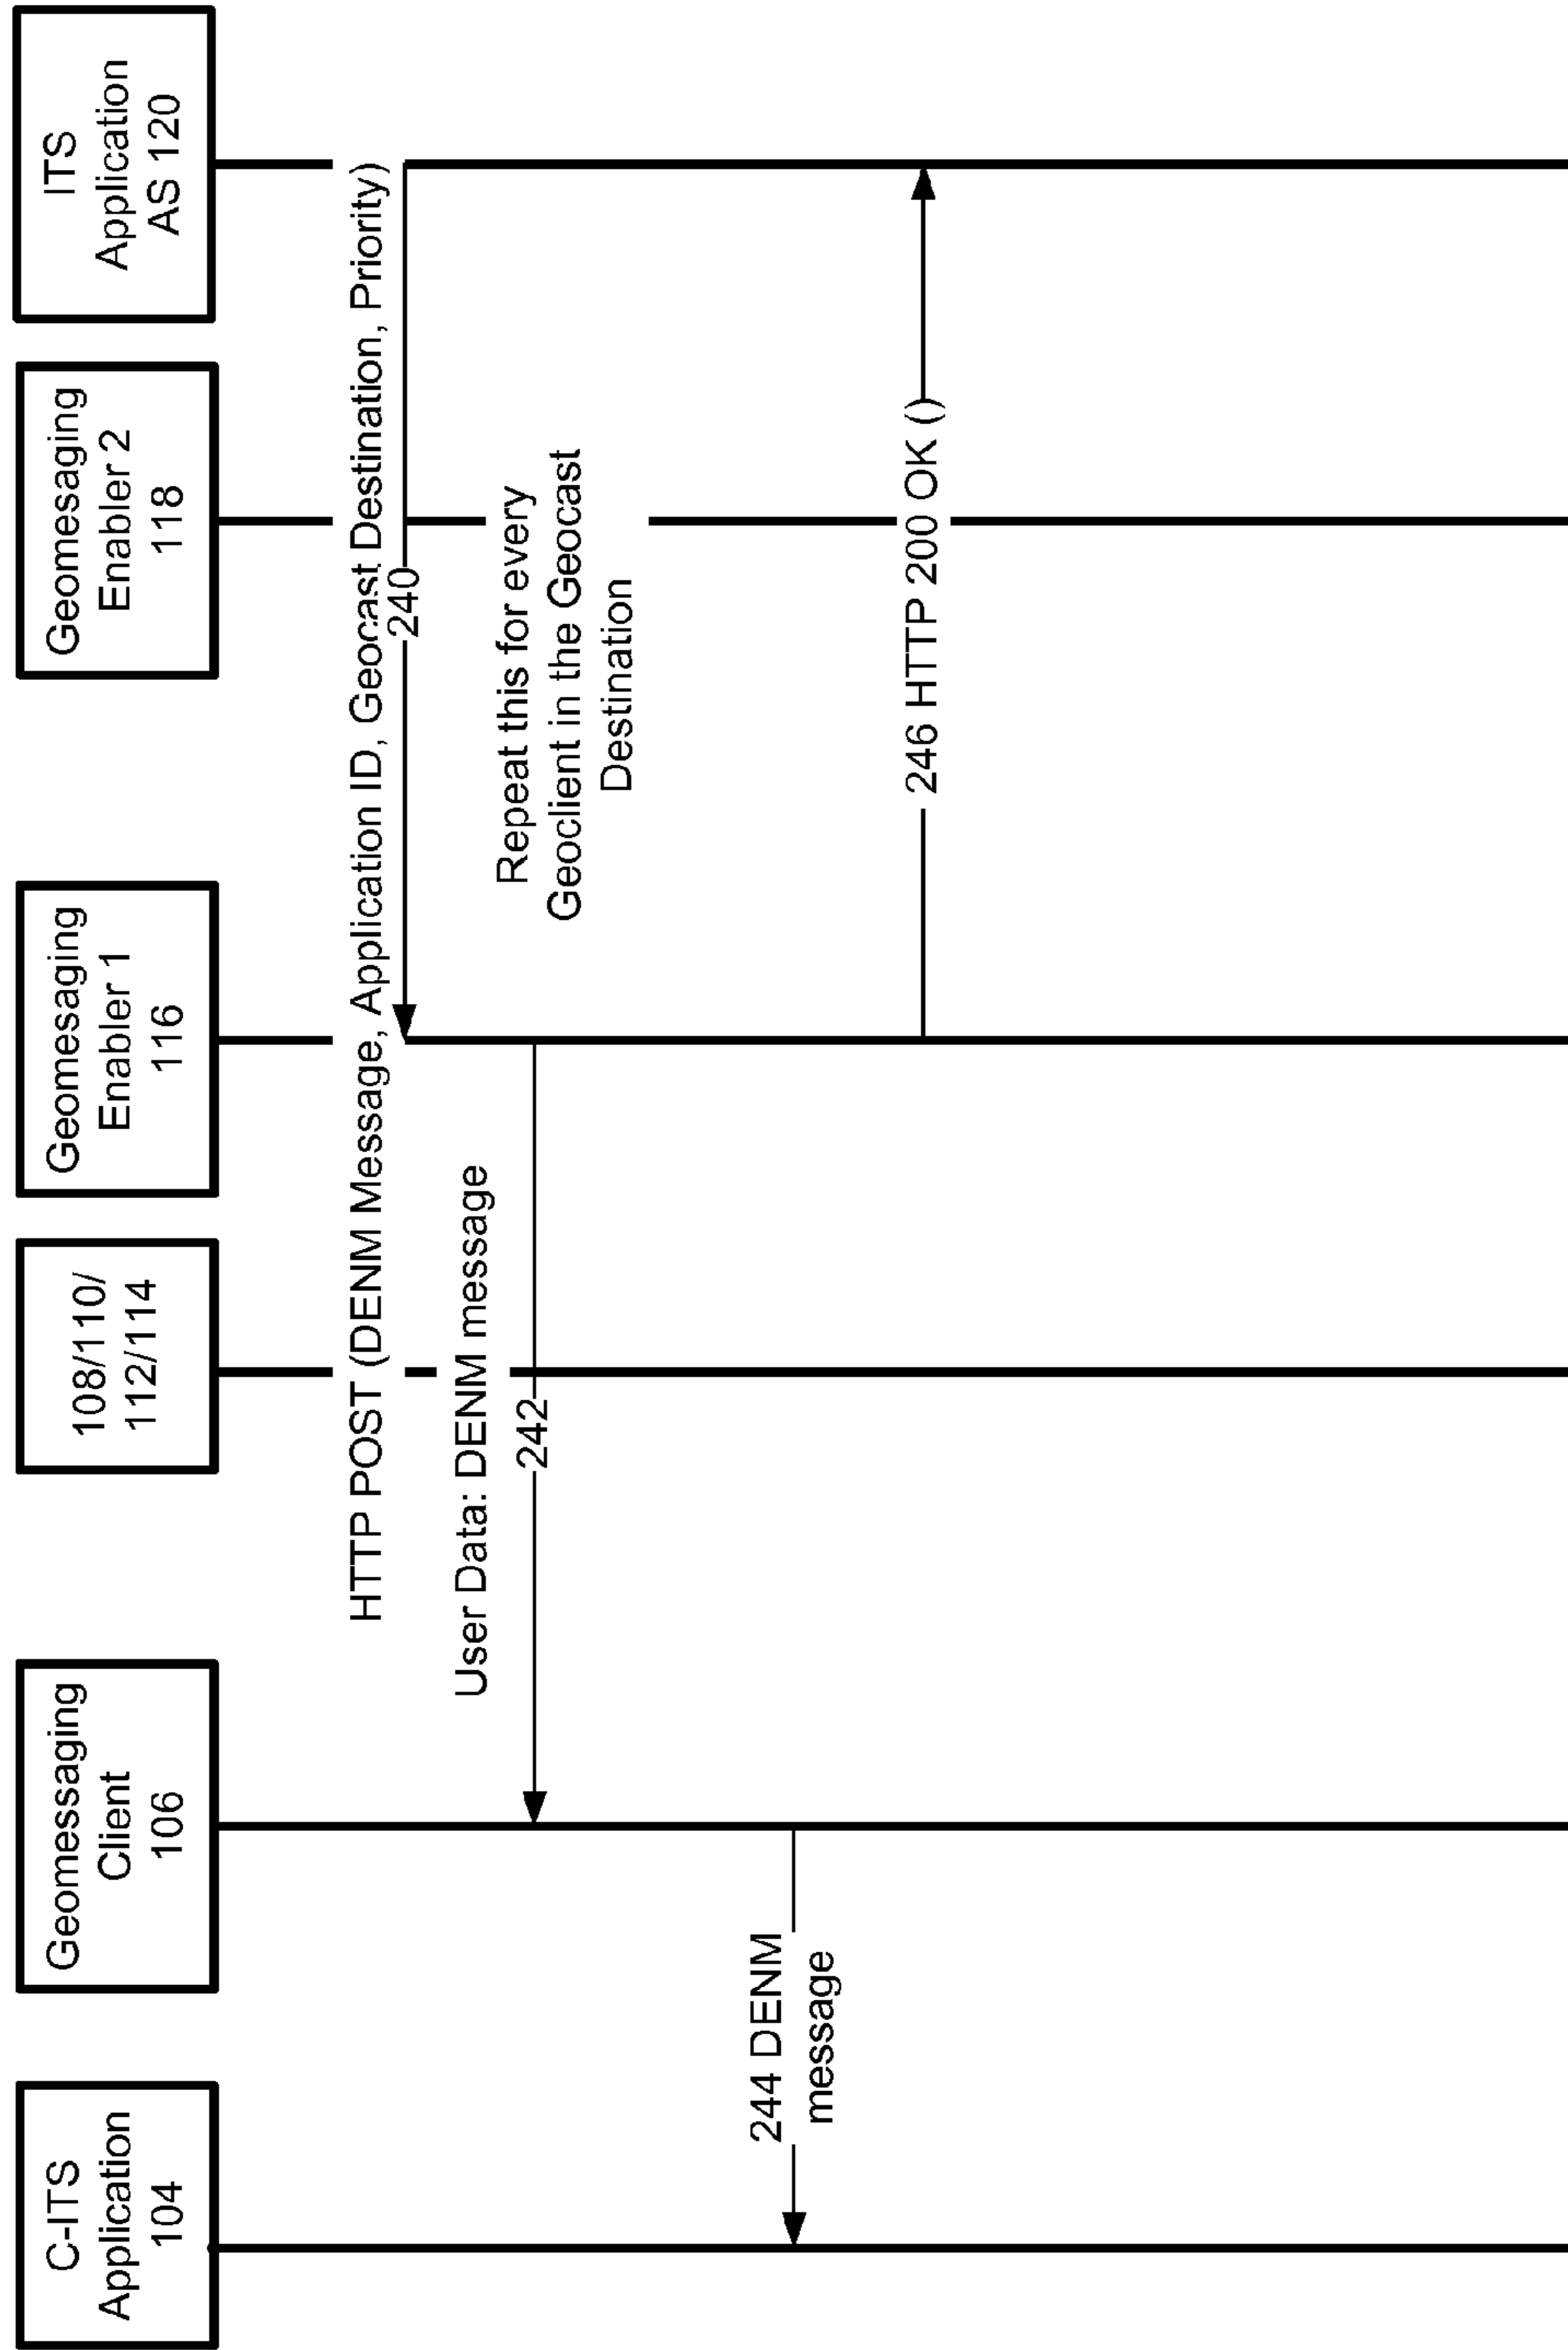 C-ITS
Application
104
Geomessaging
Client
106
108/110/
112/114
Geomesaging
Enabler 1
116
Geomesaging
Enabler 2
118
ITS
Application
AS 120
HTTP POST (DENM Message, Application ID, Geocast Destination, Priority)
240
User Data: DENM message
242
Repeat this for every
Geoclient in the Geocast
Destination
244 DENM
message
246 HTTP 200 OK ()